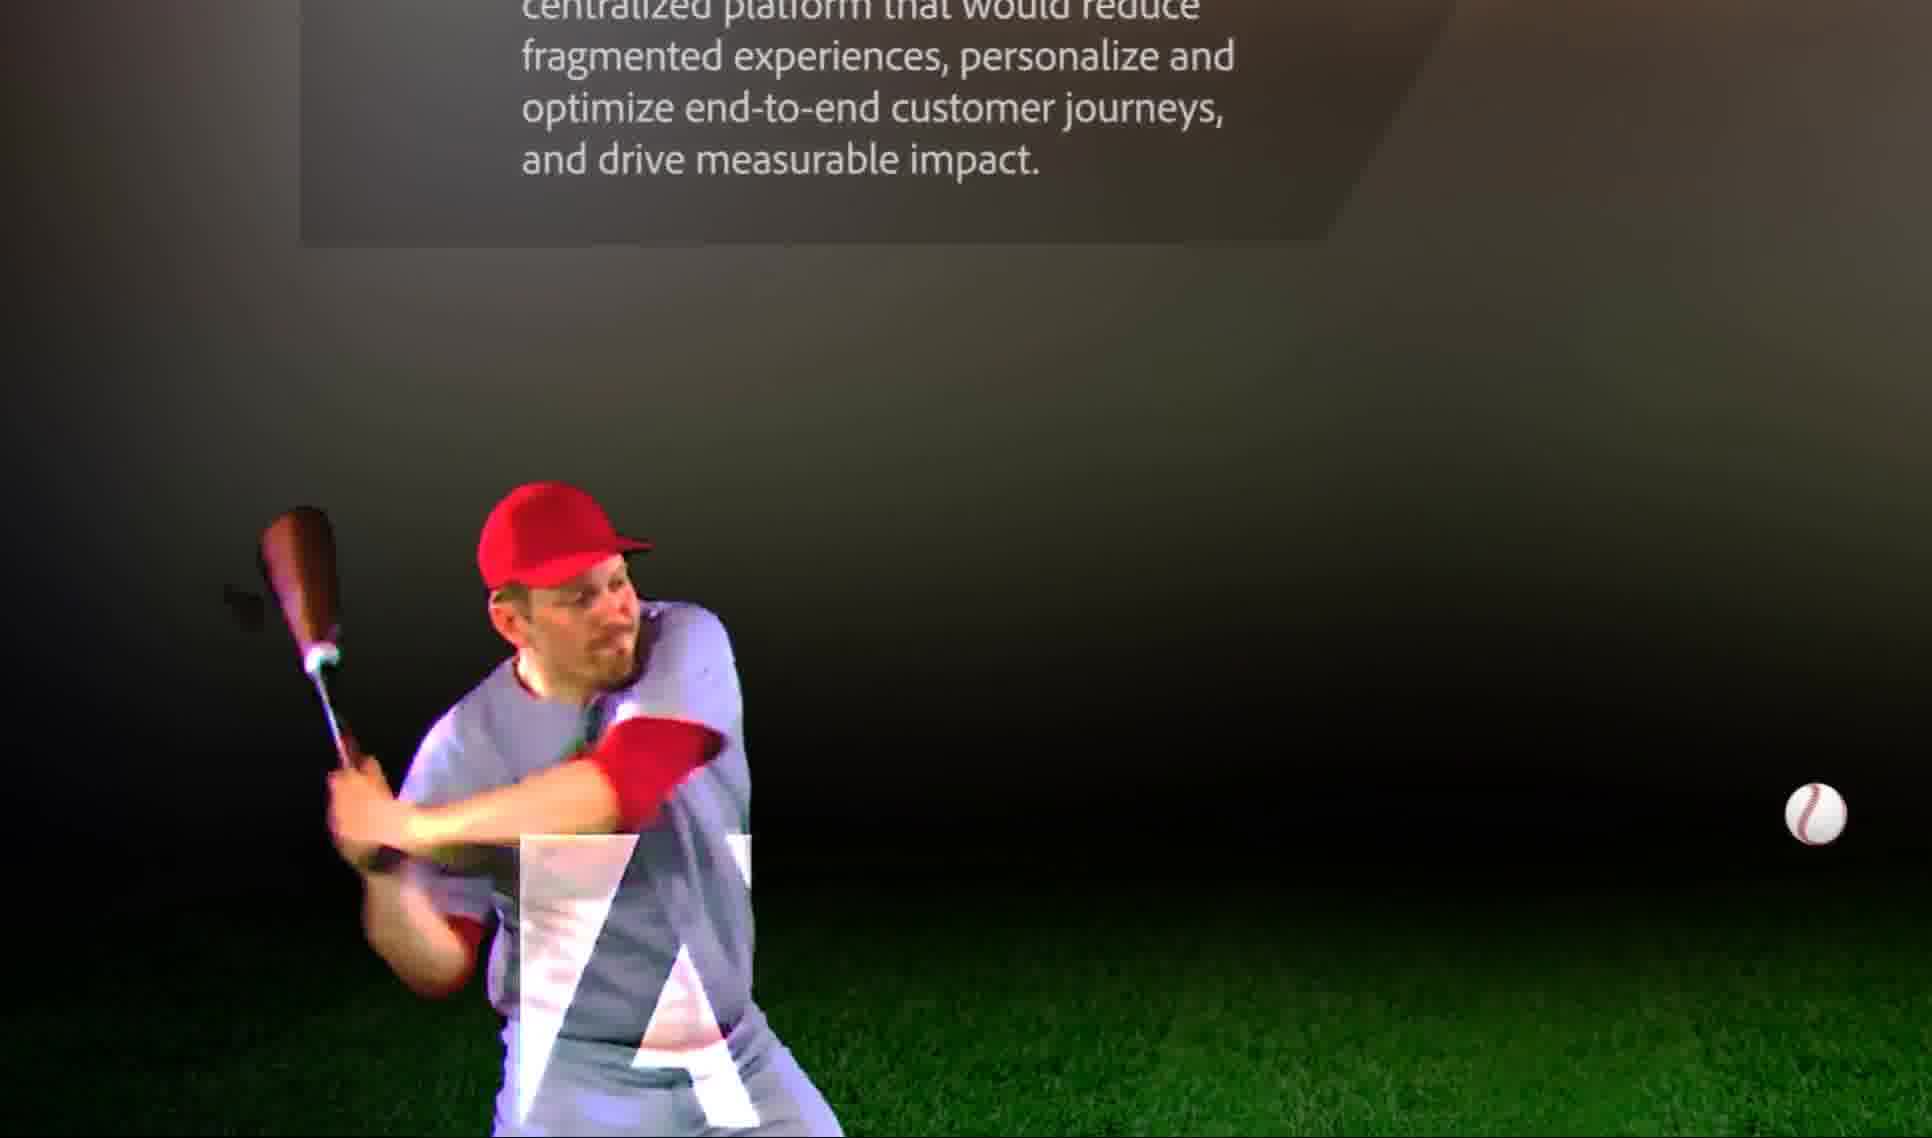 centralized platform that would reduce
fragmented experiences, personalize and
optimize end-to-end customer journeys,
and drive measurable impact.